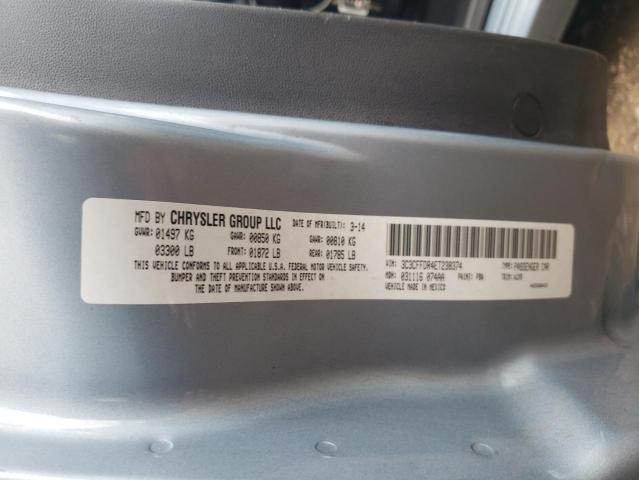 MFD BY CHRYSLER GROUP LLC DATE OF MFR(BUILT): 3-14
GVWR: 01497 KG GAWR: 00850 KG GAWR: 00810 KG
03300 LB FRONT: 01872 LB REAR: 01785 LB
THIS VEHICLE CONFORMS TO ALL APPLICABLE U.S.A. FEDERAL MOTOR VEHICLE SAFETY,
BUMPER AND THEFT PREVENTION STANDARDS IN EFFECT ON
THE DATE OF MANUFACTURE SHOWN ABOVE.
VIN: 3C3CFFDR4ET238374 TYPE: PASSENGER CAR
MDH: 031116 074AA PAINT: PBA TRIM:
VEHICLE MADE IN MEXICO